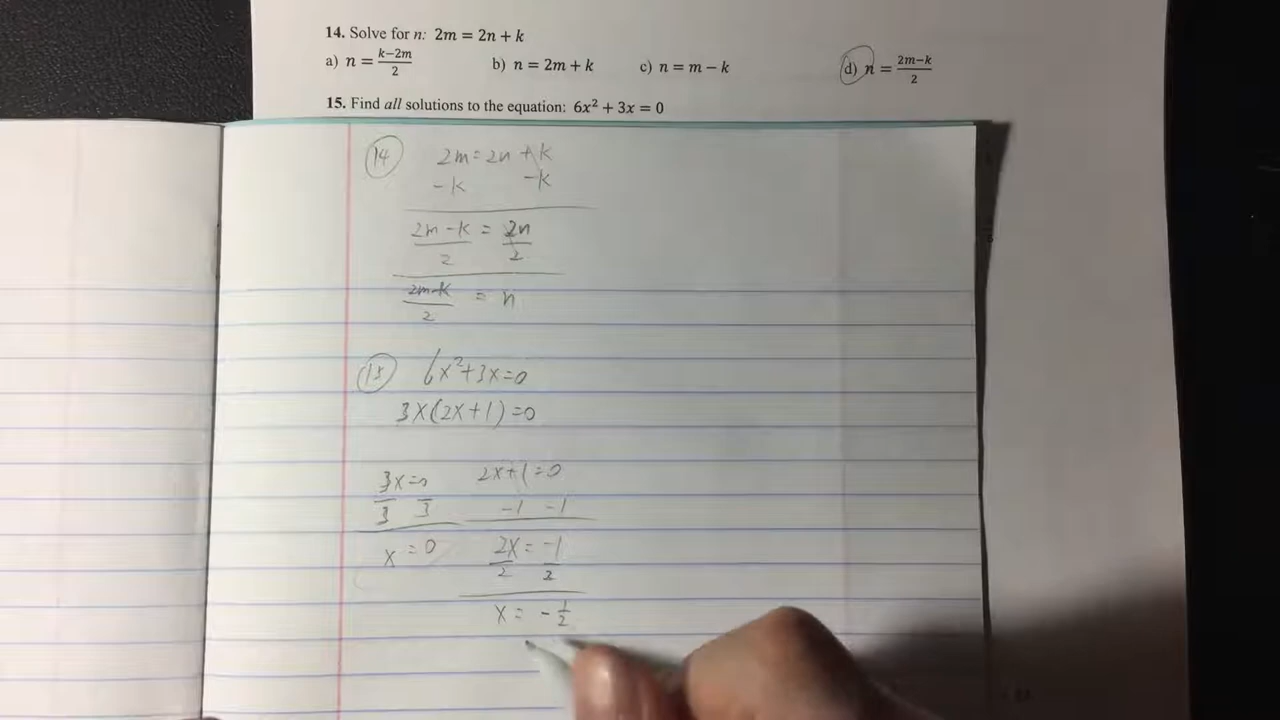 14. Solve for n: 2m = 2n + k
a) n = (k−2m)/2 b) n = 2m + k c) n = m − k d) n = (2m−k)/2
15. Find all solutions to the equation: 6x² + 3x = 0
14 2m = 2n + k
-k -k
(2m - k)/2 = 2n/2
(2m-k)/2 = n
15 6x² + 3x = 0
3x(2x + 1) = 0
3x = 0 2x + 1 = 0
3 3 -1 -1
x = 0 2x/2 = -1/2
x = -1/2